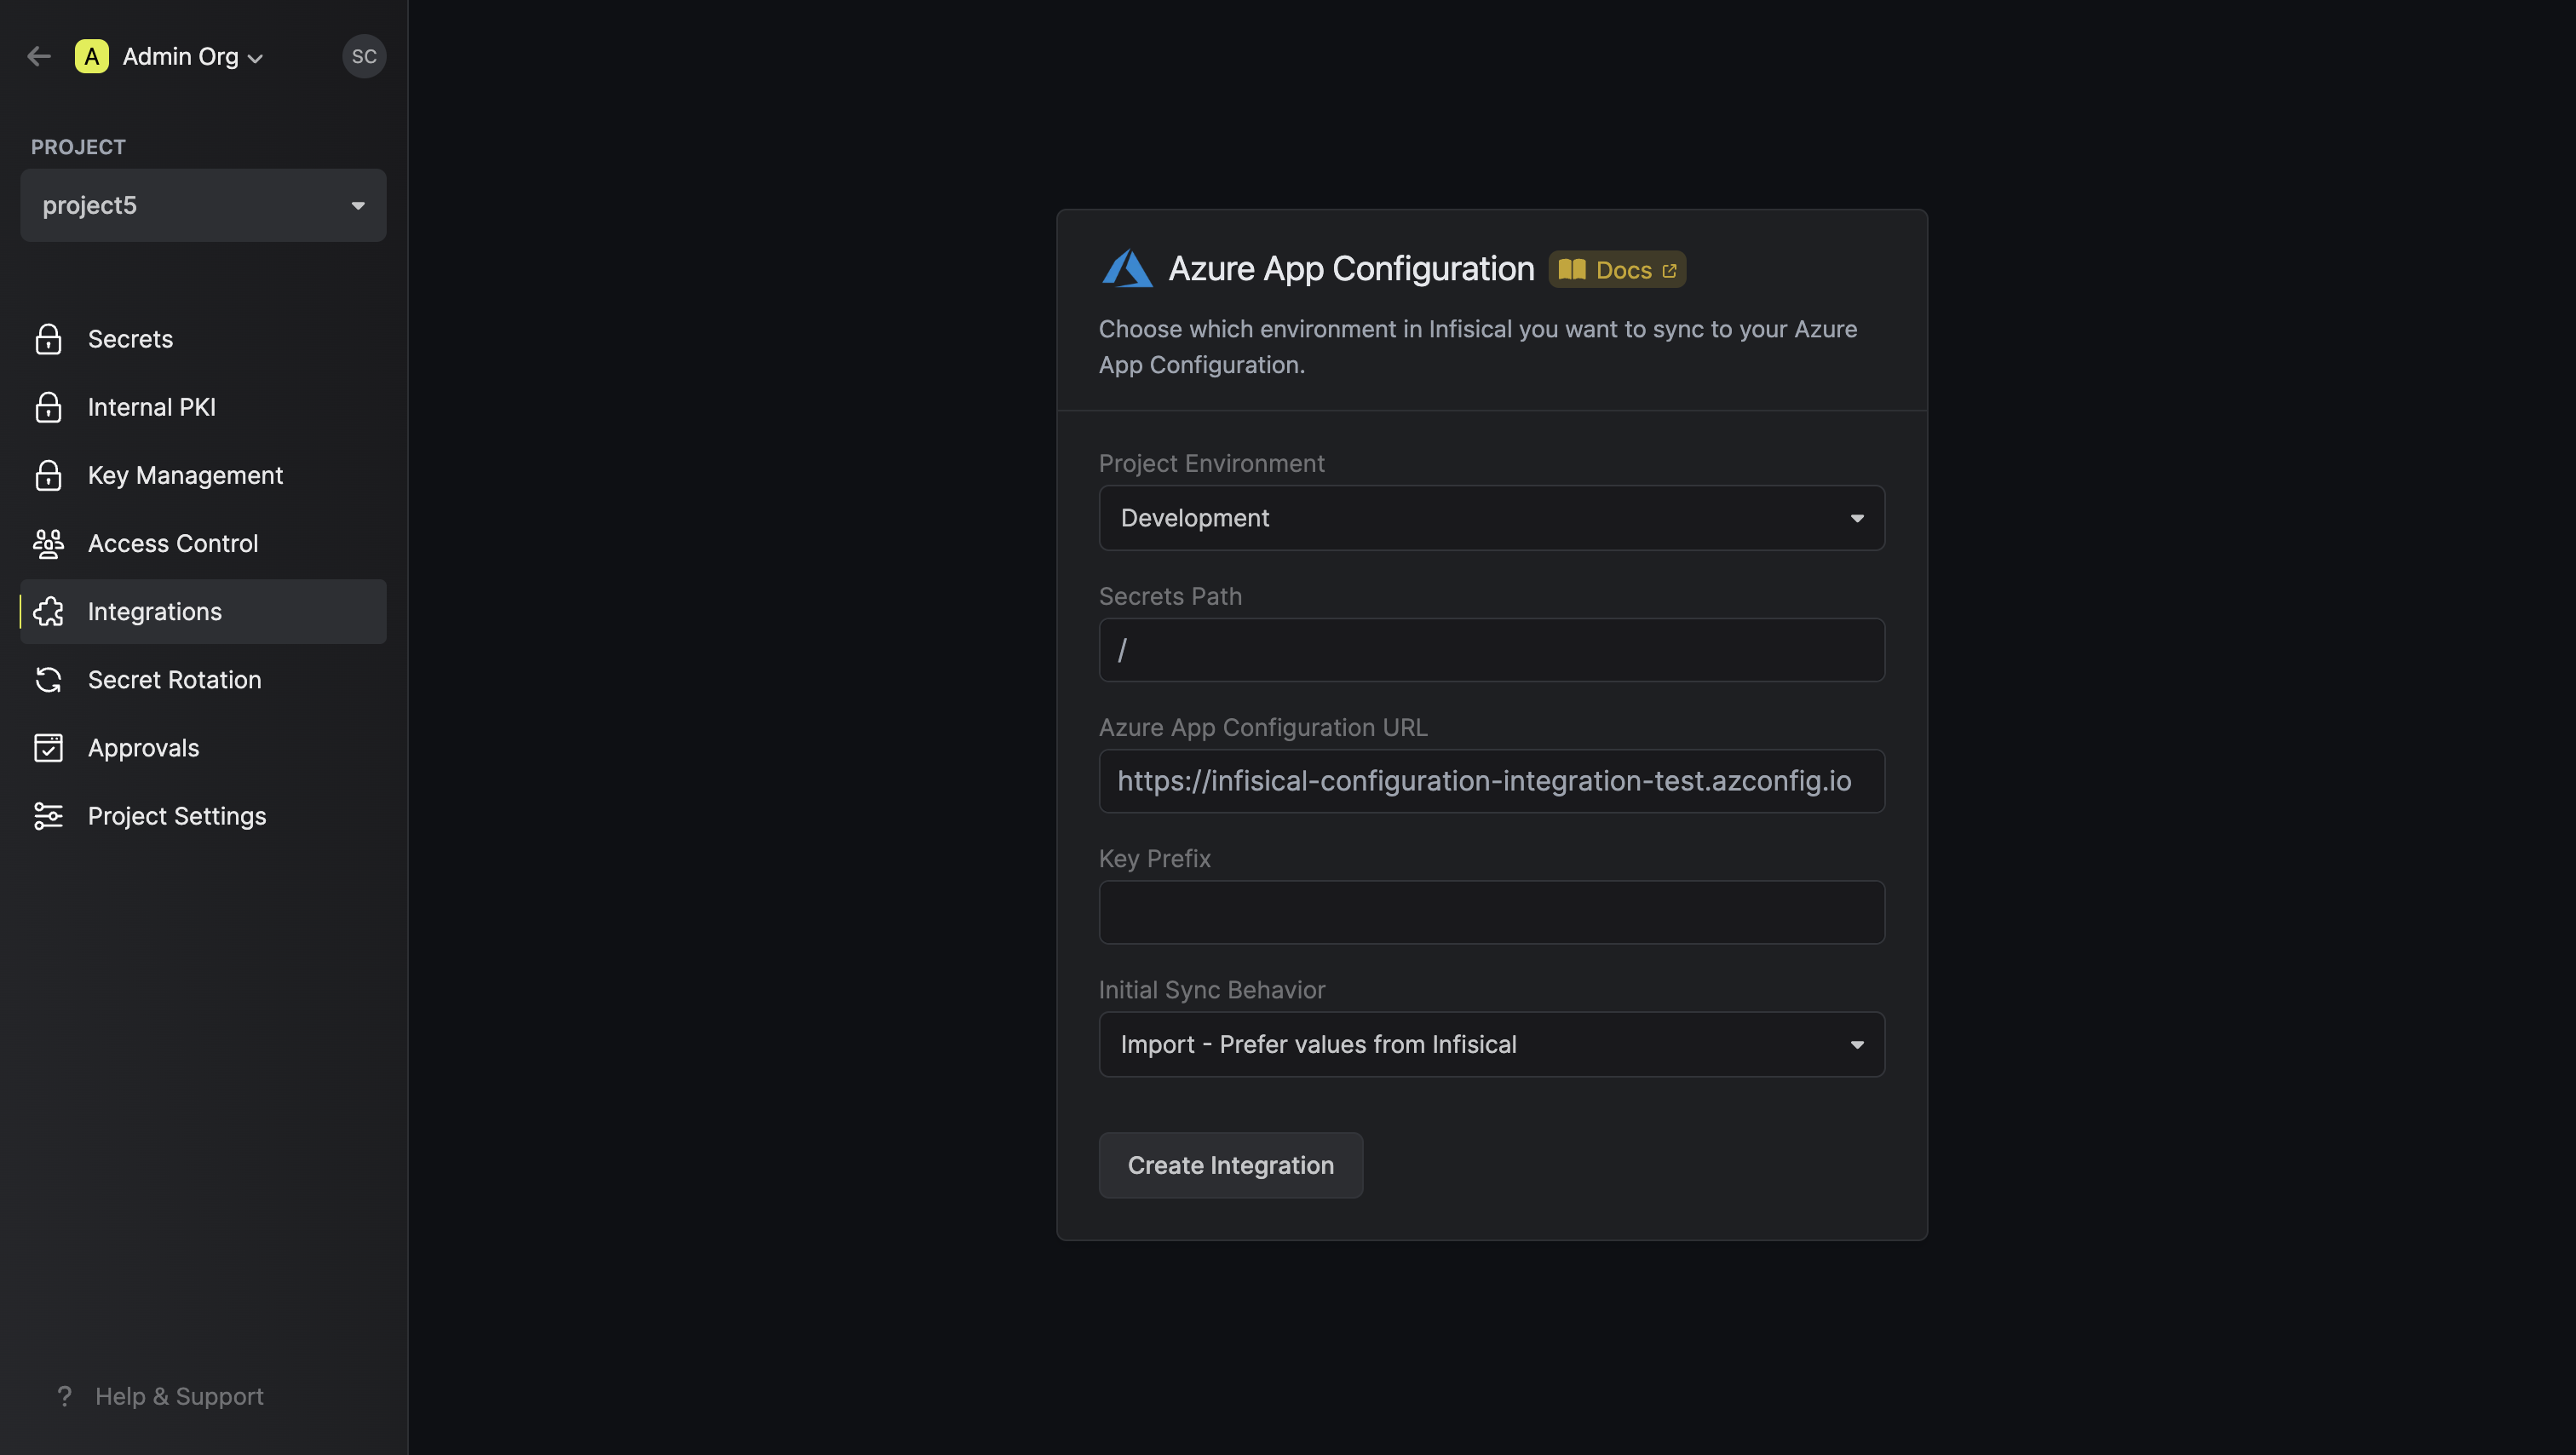 A Admin Org
SC
PROJECT
project5
Secrets
Internal PKI
Key Management
Access Control
Integrations
Secret Rotation
Approvals
Project Settings
? Help & Support
Azure App Configuration Docs
Choose which environment in Infisical you want to sync to your Azure
App Configuration.
Project Environment
Development
Secrets Path
/
Azure App Configuration URL
https://infisical-configuration-integration-test.azconfig.io
Key Prefix
Initial Sync Behavior
Import - Prefer values from Infisical
Create Integration